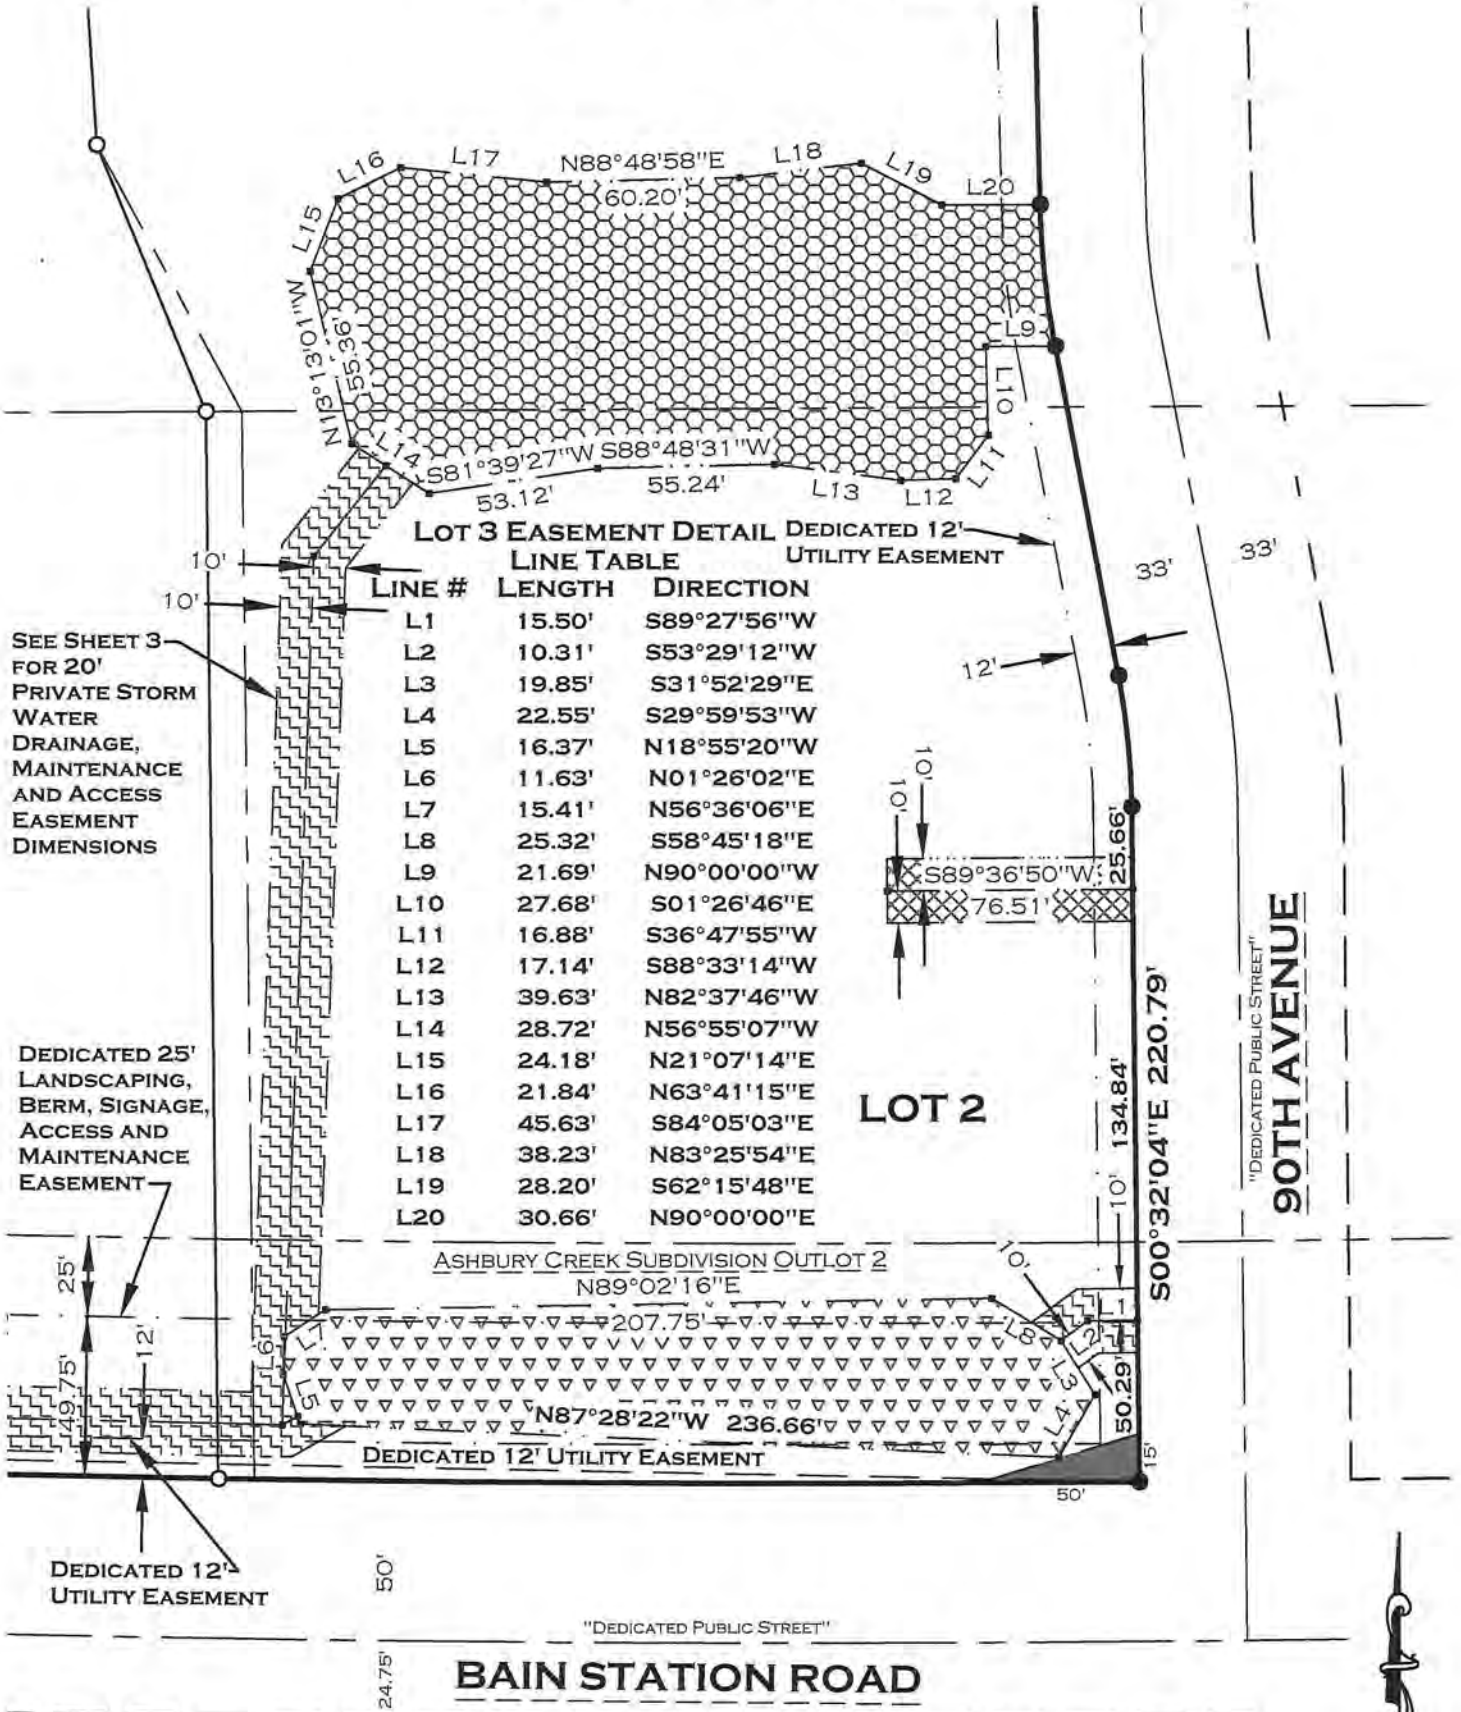 L16
L17
N88°48'58"E
60.20'
L18
L19
L20
L15
N13°13'01"W
55.36'
L9
L10
L11
L14
S81°39'27"W
53.12'
S88°48'31"W
55.24'
L13
L12
LOT 3 EASEMENT DETAIL
LINE TABLE
LINE # LENGTH DIRECTION
L1 15.50' S89°27'56"W
L2 10.31' S53°29'12"W
L3 19.85' S31°52'29"E
L4 22.55' S29°59'53"W
L5 16.37' N18°55'20"W
L6 11.63' N01°26'02"E
L7 15.41' N56°36'06"E
L8 25.32' S58°45'18"E
L9 21.69' N90°00'00"W
L10 27.68' S01°26'46"E
L11 16.88' S36°47'55"W
L12 17.14' S88°33'14"W
L13 39.63' N82°37'46"W
L14 28.72' N56°55'07"W
L15 24.18' N21°07'14"E
L16 21.84' N63°41'15"E
L17 45.63' S84°05'03"E
L18 38.23' N83°25'54"E
L19 28.20' S62°15'48"E
L20 30.66' N90°00'00"E
DEDICATED 12'
UTILITY EASEMENT
33'
33'
12'
10'
10'
SEE SHEET 3
FOR 20'
PRIVATE STORM
WATER
DRAINAGE,
MAINTENANCE
AND ACCESS
EASEMENT
DIMENSIONS
10'
10'
S89°36'50"W
76.51'
25.66'
134.84'
S00°32'04"E 220.79'
"DEDICATED PUBLIC STREET"
90TH AVENUE
LOT 2
DEDICATED 25'
LANDSCAPING,
BERM, SIGNAGE,
ACCESS AND
MAINTENANCE
EASEMENT
25'
49.75'
12'
ASHBURY CREEK SUBDIVISION OUTLOT 2
N89°02'16"E
207.75'
10'
10'
L1
L2
L3
L4
L5
L6
L7
L8
50.29'
N87°28'22"W 236.66'
DEDICATED 12' UTILITY EASEMENT
15'
50'
DEDICATED 12'
UTILITY EASEMENT
50'
"DEDICATED PUBLIC STREET"
24.75'
BAIN STATION ROAD